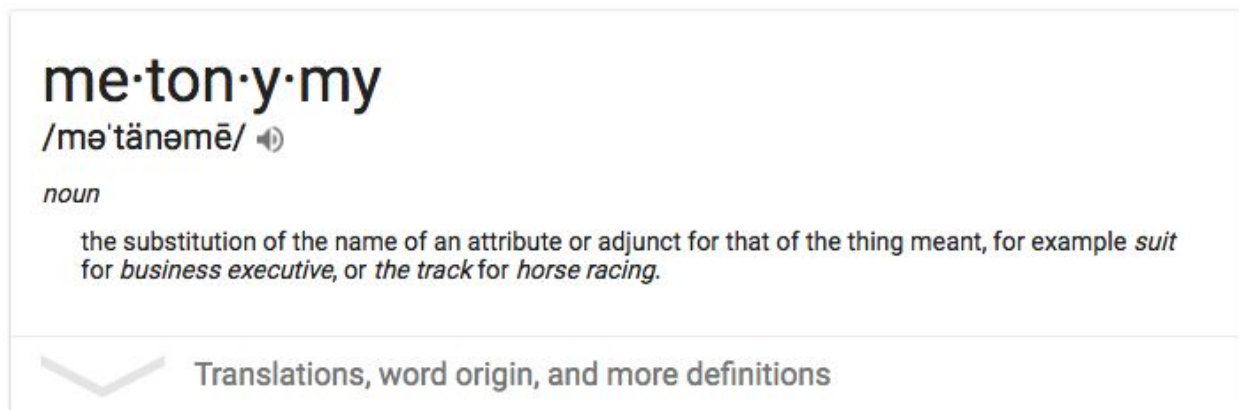 me·ton·y·my
/məˈtänəmē/
noun
the substitution of the name of an attribute or adjunct for that of the thing meant, for example suit
for business executive, or the track for horse racing.
Translations, word origin, and more definitions